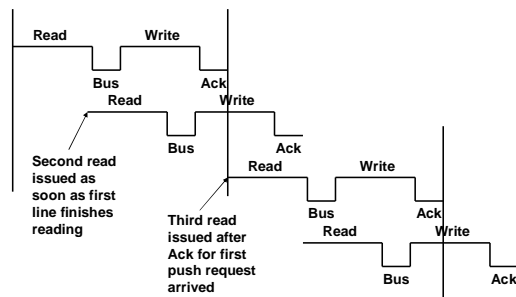 Read Write
Bus Ack
Read Write
Bus Ack
Second read
issued as
soon as first
line finishes
reading
Read Write
Bus Ack
Third read
issued after
Ack for first
push request
arrived
Read Write
Bus Ack